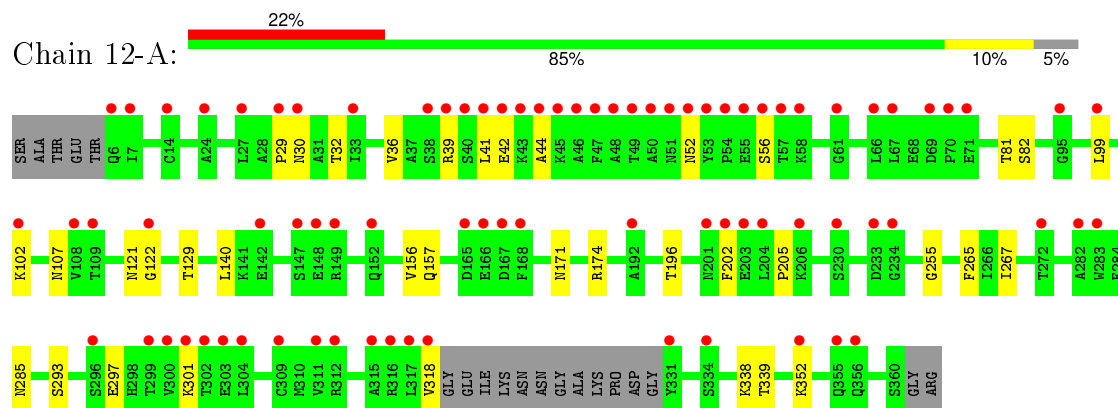 22%
Chain 12-A:
85% 10% 5%
SER ALA THR GLU THR Q6 I7 C14 A24 L27 A28 P29 N30 A31 T32 I33 V36 A37 S38 R39 S40 L41 E42 K43 A44 K45 A46 F47 A48 T49 A50 N51 N52 Y53 P54 E55 S56 T57 K58 G61 L66 L67 E68 D69 P70 E71 T81 S82 G95 L99
K102 N107 V108 T109 N121 G122 T129 L140 K141 E142 S147 E148 R149 Q152 V156 Q157 D165 E166 D167 F168 N171 R174 A192 T196 N201 F202 E203 L204 P205 K206 S230 D233 G234 G255 F265 I266 I267 T272 A282 W283
N285 S293 S296 E297 H298 T299 V300 K301 T302 E303 L304 C309 M310 V311 R312 A315 R316 L317 V318 GLY GLU ILE LYS ASN ASN GLY ALA LYS PRO ASP GLY Y331 S334 K338 T339 K352 Q355 Q356 S360 GLY ARG